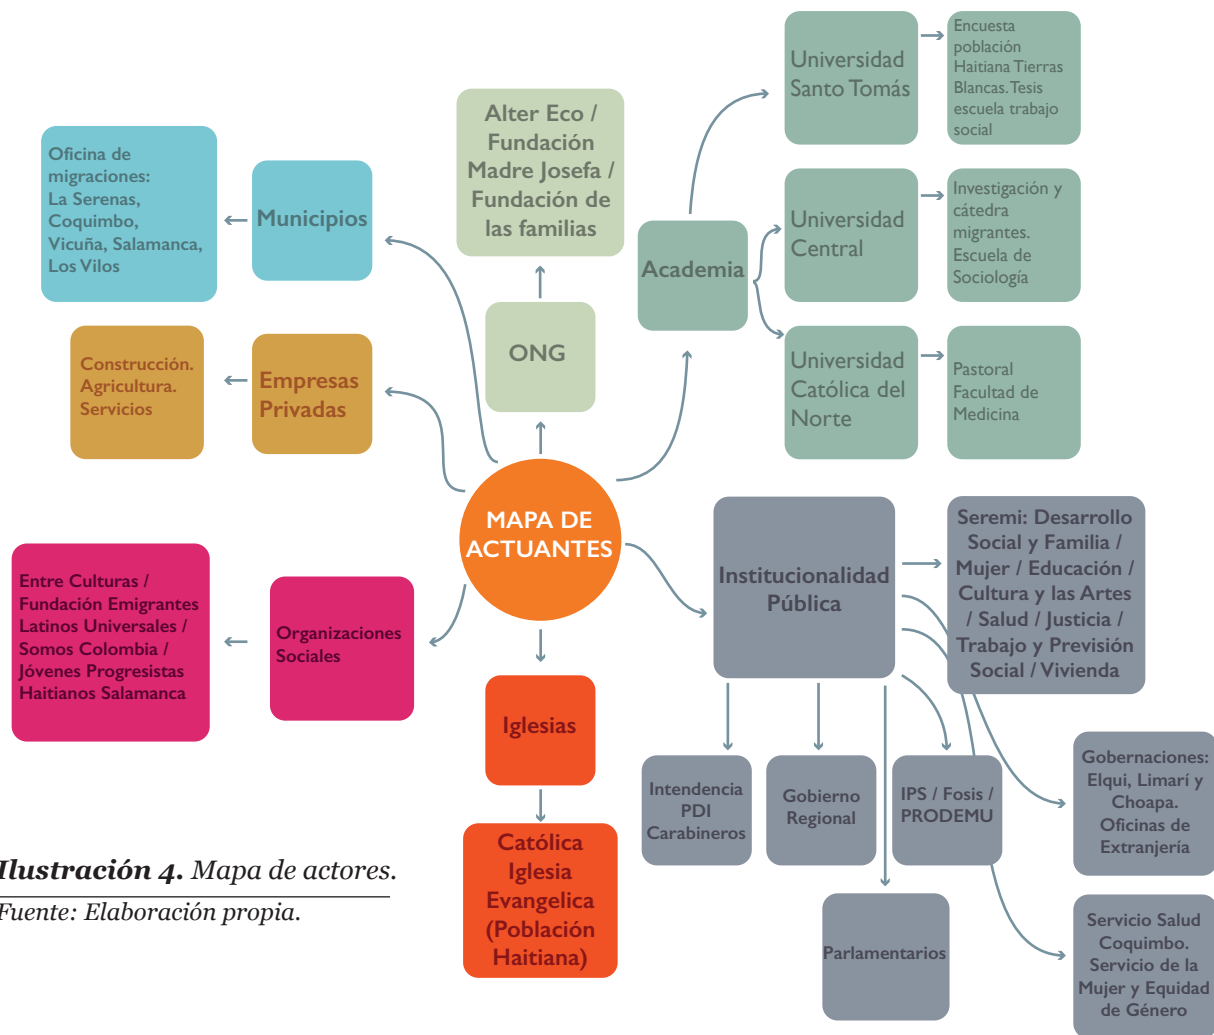 Oficina de
migraciones:
La Serenas,
Coquimbo,
Vicuña, Salamanca,
Los Vilos
Municipios
Alter Eco /
Fundación
Madre Josefa /
Fundación de
las familias
ONG
Academia
Universidad
Santo Tomás
Encuesta
población
Haitiana Tierras
Blancas. Tesis
escuela trabajo
social
Universidad
Central
Investigación y
cátedra
migrantes.
Escuela de
Sociología
Universidad
Católica del
Norte
Pastoral
Facultad de
Medicina
Construcción.
Agricultura.
Servicios
Empresas
Privadas
MAPA DE
ACTUANTES
Entre Culturas /
Fundación Emigrantes
Latinos Universales /
Somos Colombia /
Jóvenes Progresistas
Haitianos Salamanca
Organizaciones
Sociales
Iglesias
Católica
Iglesia
Evangelica
(Población
Haitiana)
Institucionalidad
Pública
Seremi: Desarrollo
Social y Familia /
Mujer / Educación /
Cultura y las Artes
/ Salud / Justicia /
Trabajo y Previsión
Social / Vivienda
Intendencia
PDI
Carabineros
Gobierno
Regional
IPS / Fosis /
PRODEMU
Gobernaciones:
Elqui, Limarí y
Choapa.
Oficinas de
Extranjería
Parlamentarios
Servicio Salud
Coquimbo.
Servicio de la
Mujer y Equidad
de Género
Ilustración 4. Mapa de actores.
Fuente: Elaboración propia.